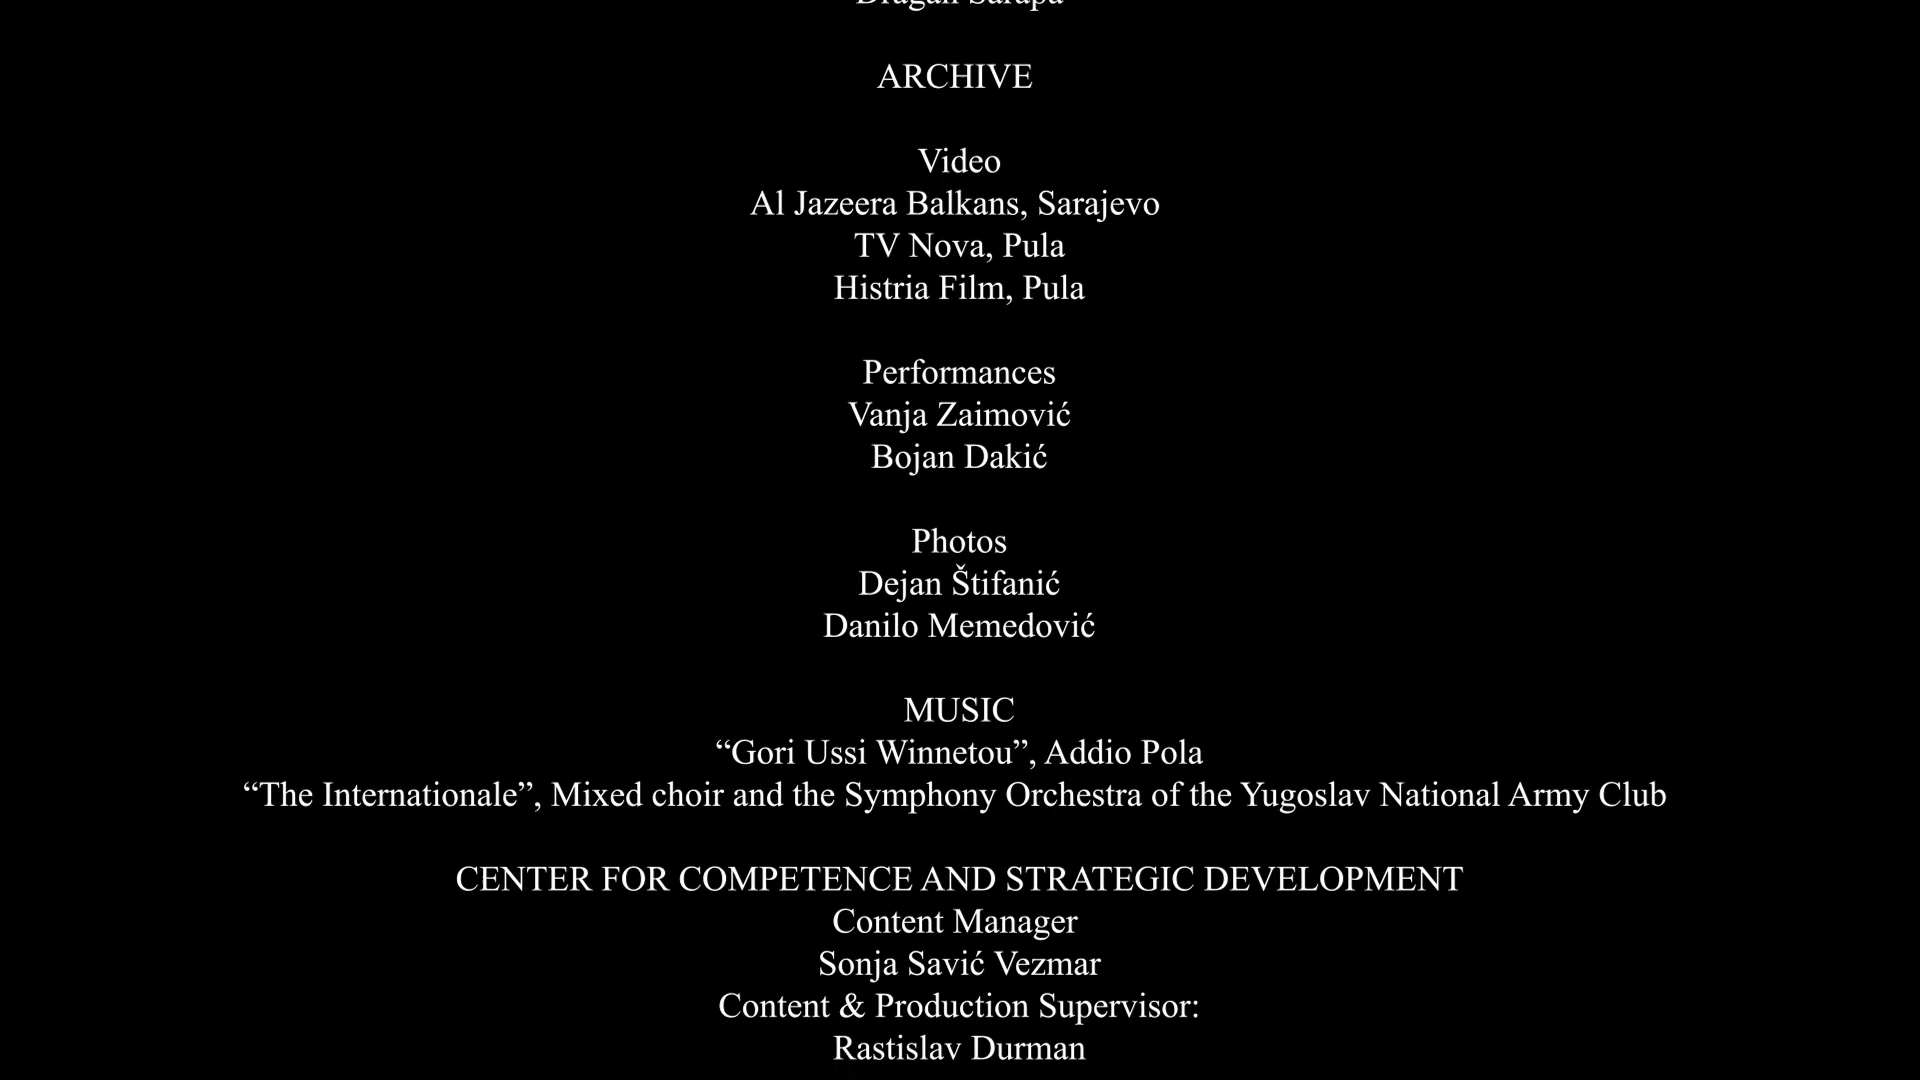 Dragan Šarapa
ARCHIVE
Video
Al Jazeera Balkans, Sarajevo
TV Nova, Pula
Histria Film, Pula
Performances
Vanja Zaimović
Bojan Dakić
Photos
Dejan Štifanić
Danilo Memedović
MUSIC
“Gori Ussi Winnetou”, Addio Pola
“The Internationale”, Mixed choir and the Symphony Orchestra of the Yugoslav National Army Club
CENTER FOR COMPETENCE AND STRATEGIC DEVELOPMENT
Content Manager
Sonja Savić Vezmar
Content & Production Supervisor:
Rastislav Durman